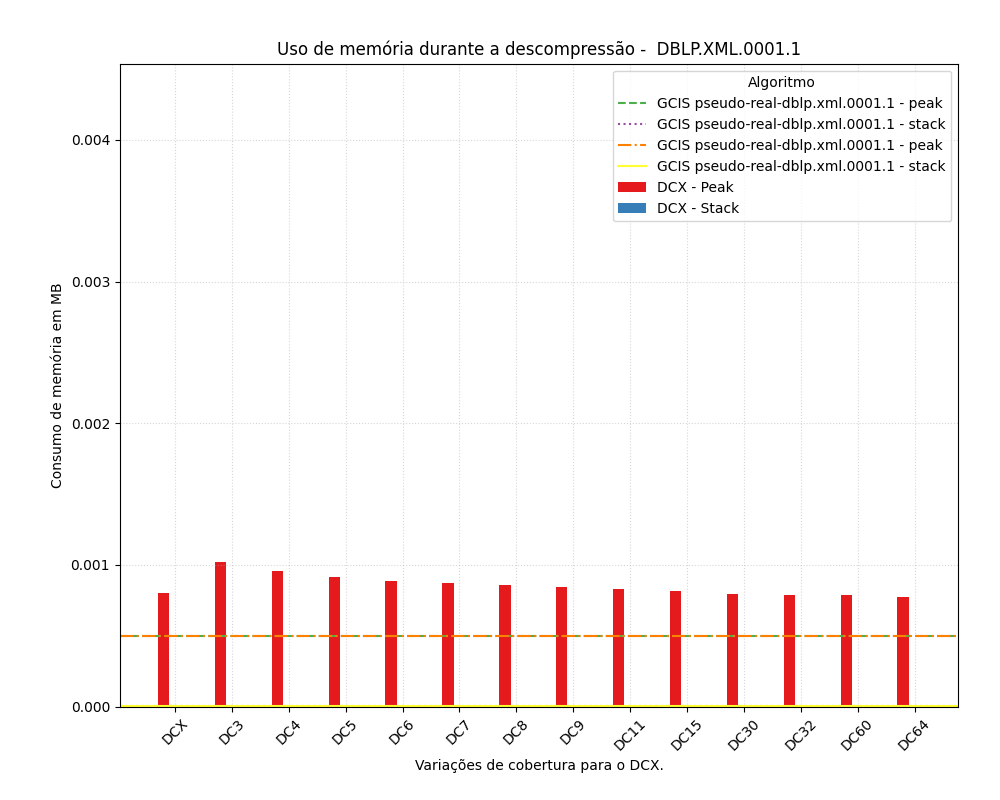 Uso de memória durante a descompressão -  DBLP.XML.0001.1
Algoritmo
GCIS pseudo-real-dblp.xml.0001.1 - peak
GCIS pseudo-real-dblp.xml.0001.1 - stack
GCIS pseudo-real-dblp.xml.0001.1 - peak
GCIS pseudo-real-dblp.xml.0001.1 - stack
DCX - Peak
DCX - Stack
Consumo de memória em MB
0.004
0.003
0.002
0.001
0.000
DCX DC3 DC4 DC5 DC6 DC7 DC8 DC9 DC11 DC15 DC30 DC32 DC60 DC64
Variações de cobertura para o DCX.